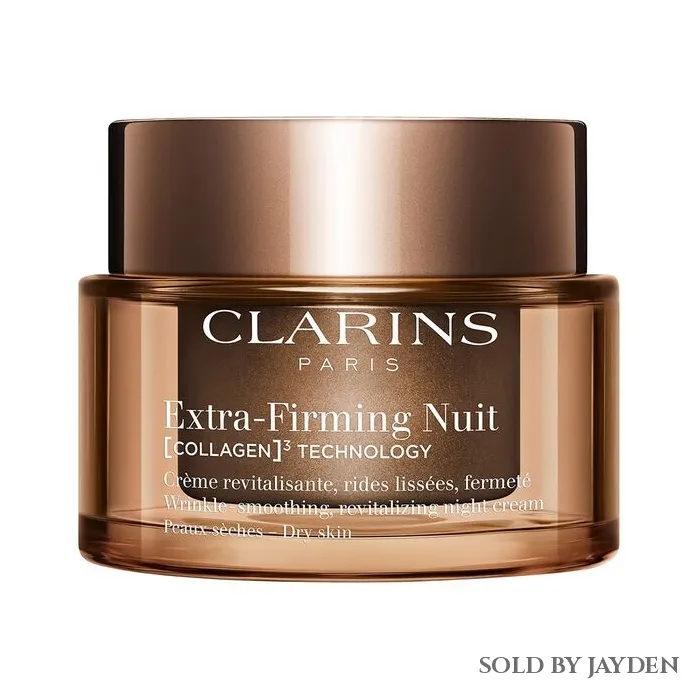 CLARINS
PARIS
Extra-Firming Nuit
[COLLAGEN]³ TECHNOLOGY
Crème revitalisante, rides lissées, fermeté
Wrinkle-smoothing, revitalizing night cream
Peaux sèches - Dry skin
SOLD BY JAYDEN